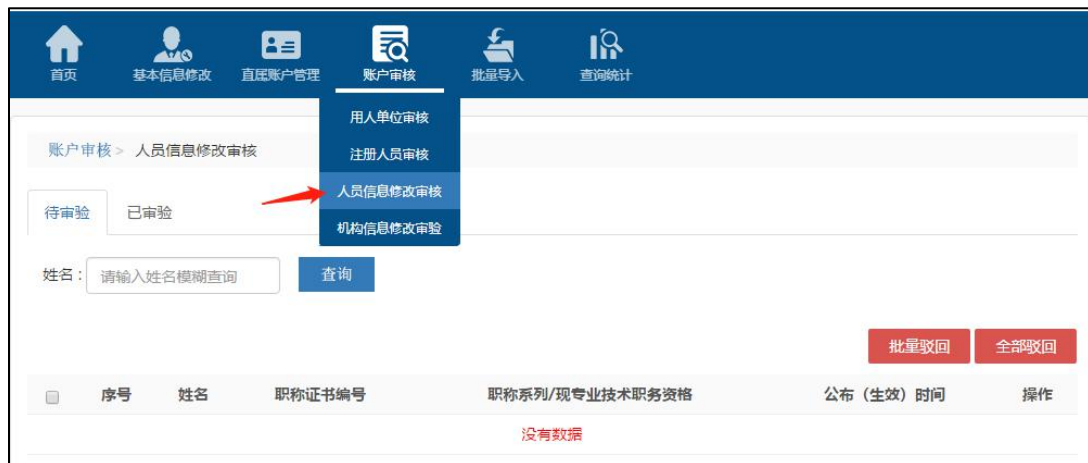 首页 基本信息修改 直属账户管理 账户审核 批量导入 查询统计
用人单位审核
账户审核 > 人员信息修改审核
注册人员审核
人员信息修改审核
待审验 已审验
机构信息修改审验
姓名： 请输入姓名模糊查询 查询
批量驳回 全部驳回
序号 姓名 职称证书编号 职称系列/现专业技术职务资格 公布（生效）时间 操作
没有数据